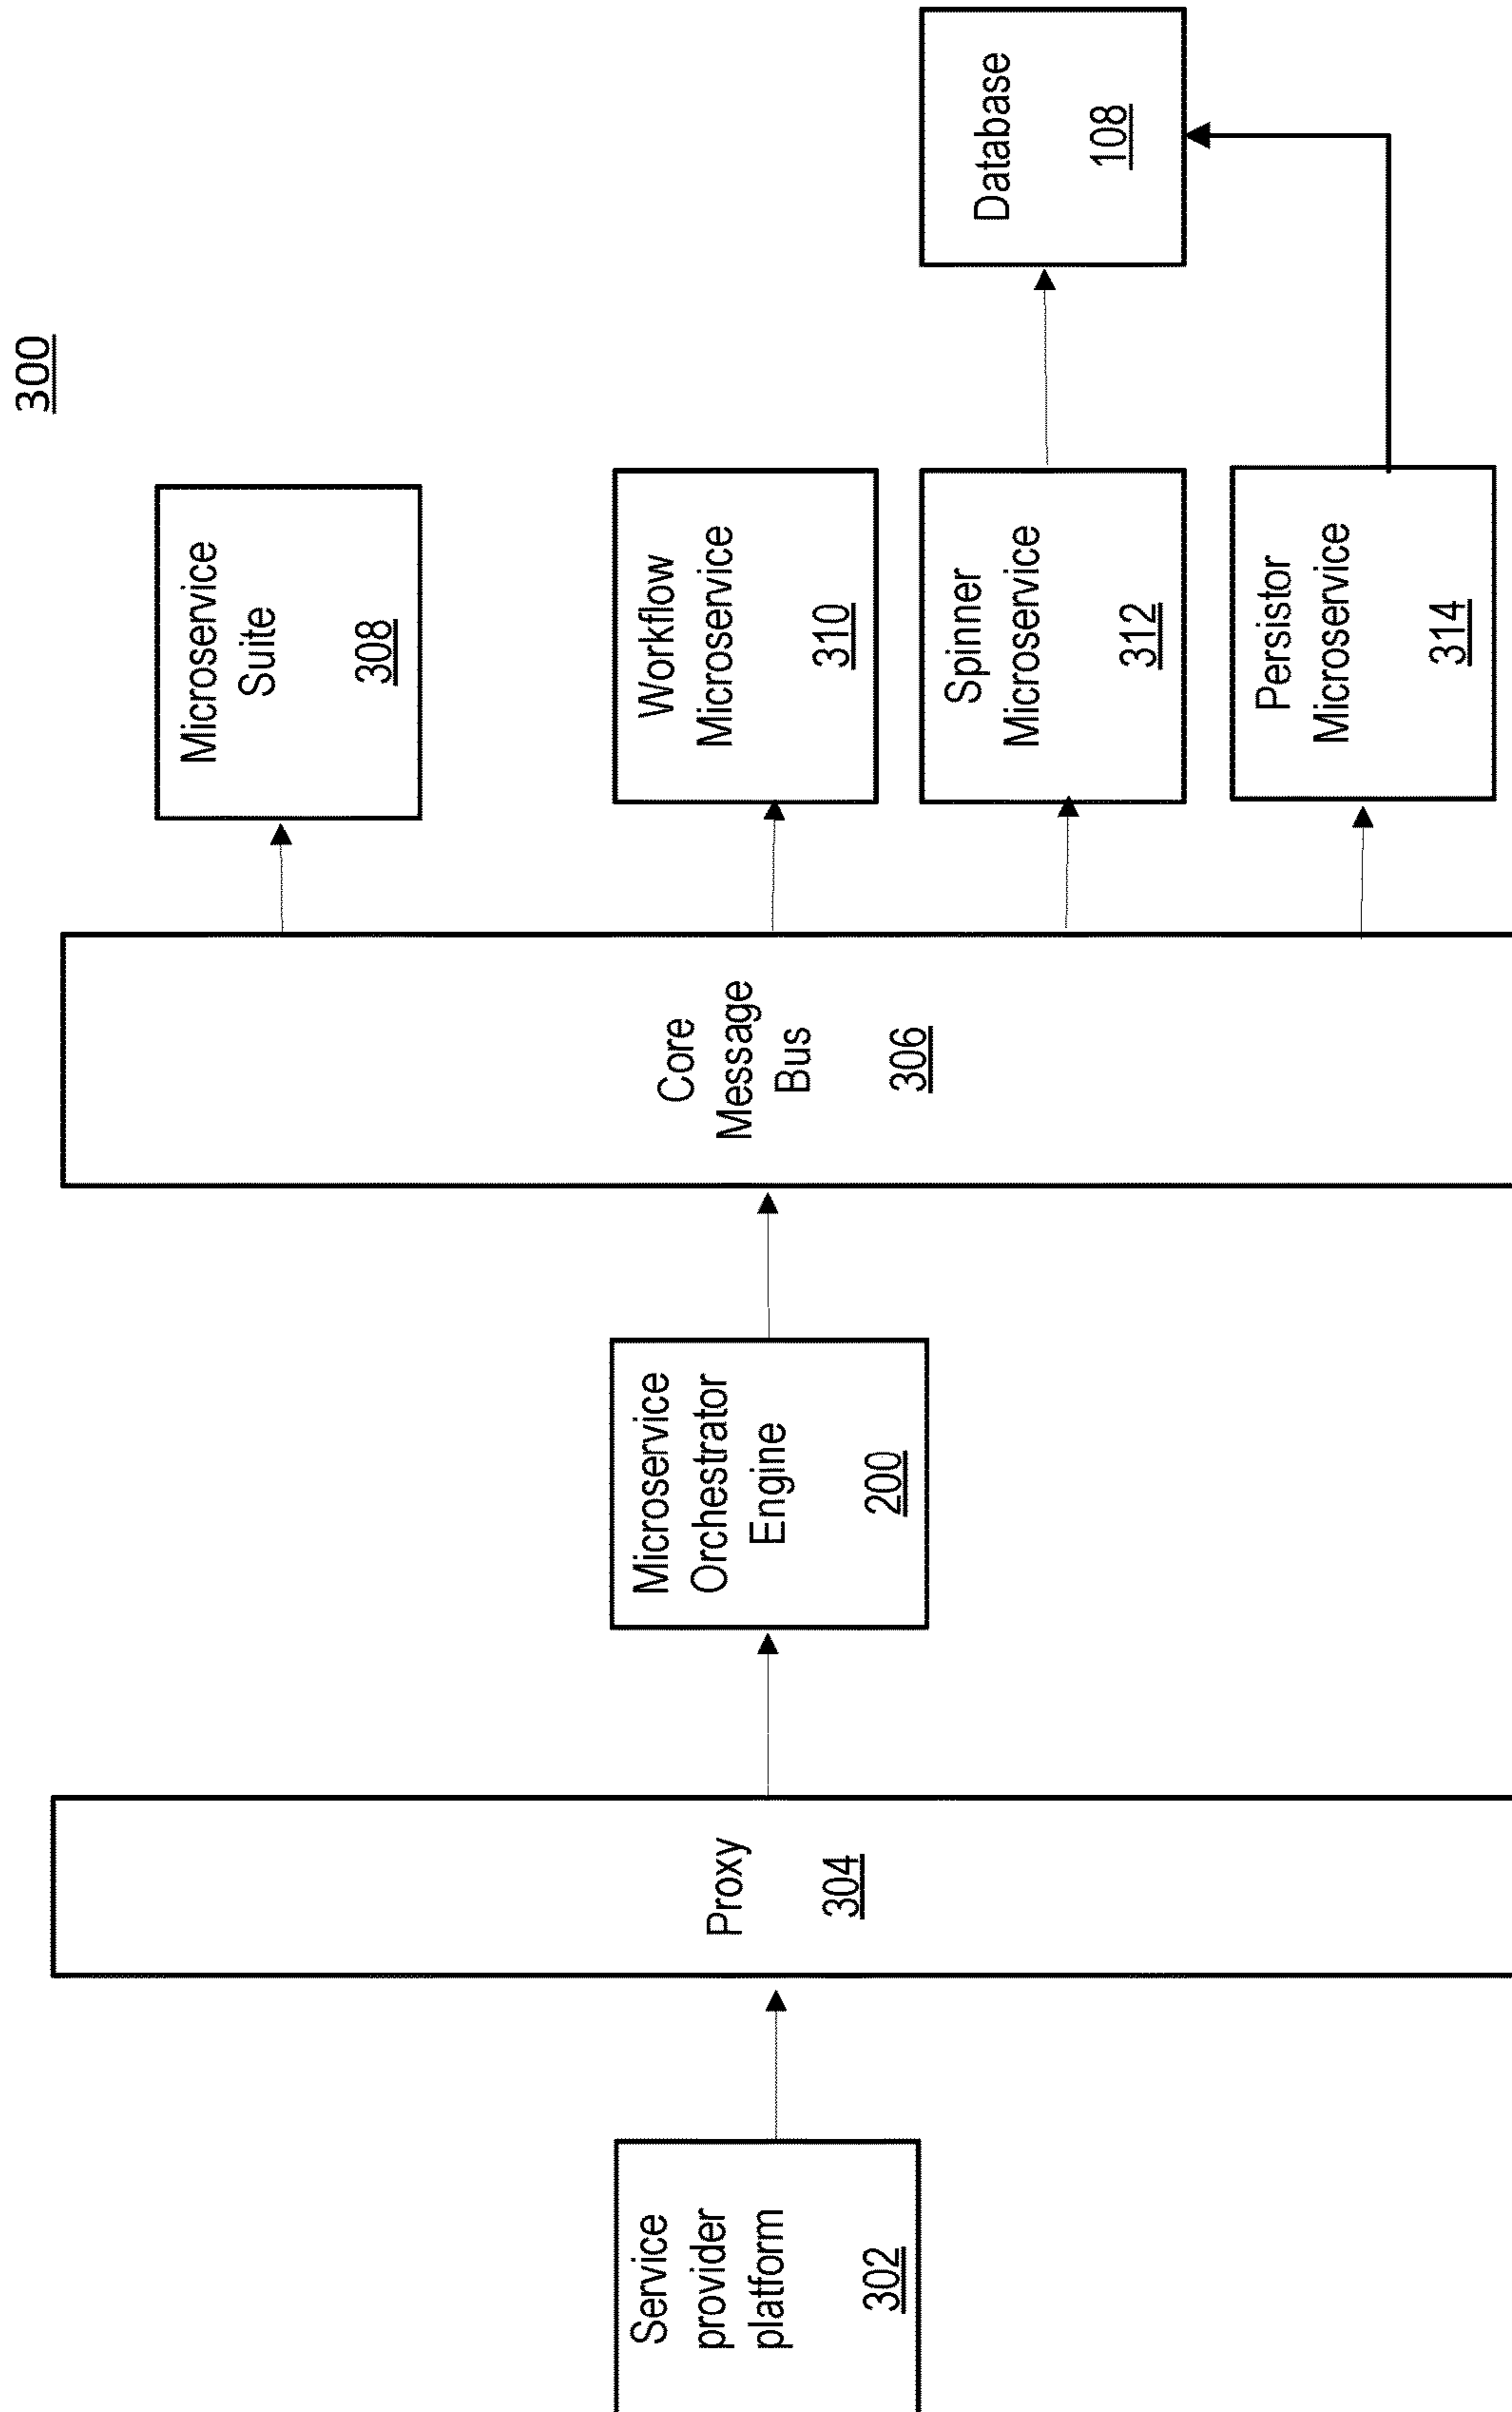 300
Service
provider
platform
302
Proxy
304
Microservice
Orchestrator
Engine
200
Core
Message
Bus
306
Microservice
Suite
308
Workflow
Microservice
310
Spinner
Microservice
312
Persistor
Microservice
314
Database
108